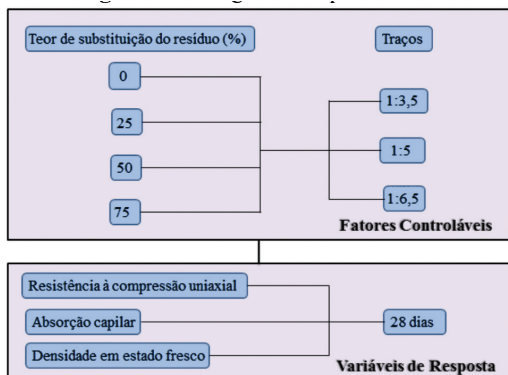 Teor de substituição do resíduo (%)
Traços
0
25
50
75
1:3,5
1:5
1:6,5
Fatores Controláveis
Resistência à compressão uniaxial
Absorção capilar
Densidade em estado fresco
28 dias
Variáveis de Resposta